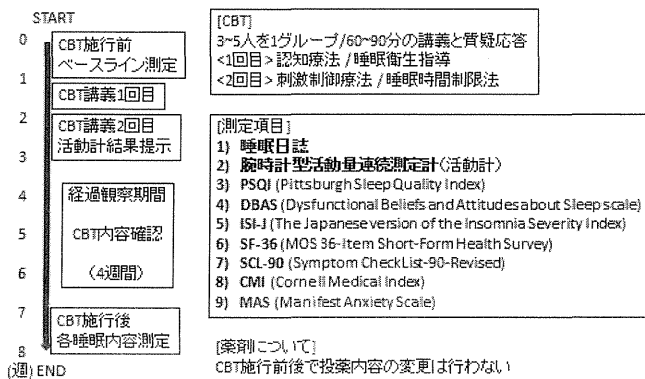 START
0
1
2
3
4
5
6
7
8
(週) END
CBT施行前
ベースライン測定
CBT講義1回目
CBT講義2回目
活動計結果提示
経過観察期間
CBT内容確認
(4週間)
CBT施行後
各睡眠内容測定
[CBT]
3~5人を1グループ/60~90分の講義と質疑応答
<1回目> 認知療法 / 睡眠衛生指導
<2回目> 刺激制御療法 / 睡眠時間制限法
[測定項目]
1) 睡眠日誌
2) 腕時計型活動量連続測定計(活動計)
3) PSQI (Pittsburgh Sleep Quality Index)
4) DBAS (Dysfunctional Beliefs and Attitudes about Sleep scale)
5) ISI-J (The Japanese version of the Insomnia Severity Index)
6) SF-36 (MOS 36-Item Short-Form Health Survey)
7) SCL-90 (Symptom CheckList-90-Revised)
8) CMI (Cornell Medical Index)
9) MAS (Manifest Anxiety Scale)
[薬剤について]
CBT施行前後で投薬内容の変更は行わない